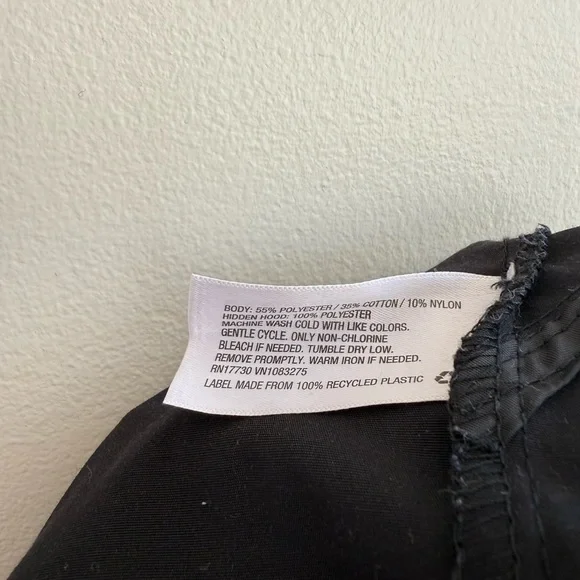 BODY: 55% POLYESTER / 35% COTTON / 10% NYLON
HIDDEN HOOD: 100% POLYESTER
MACHINE WASH COLD WITH LIKE COLORS.
GENTLE CYCLE. ONLY NON-CHLORINE
BLEACH IF NEEDED. TUMBLE DRY LOW.
REMOVE PROMPTLY. WARM IRON IF NEEDED.
RN17730 VN1083275
LABEL MADE FROM 100% RECYCLED PLASTIC